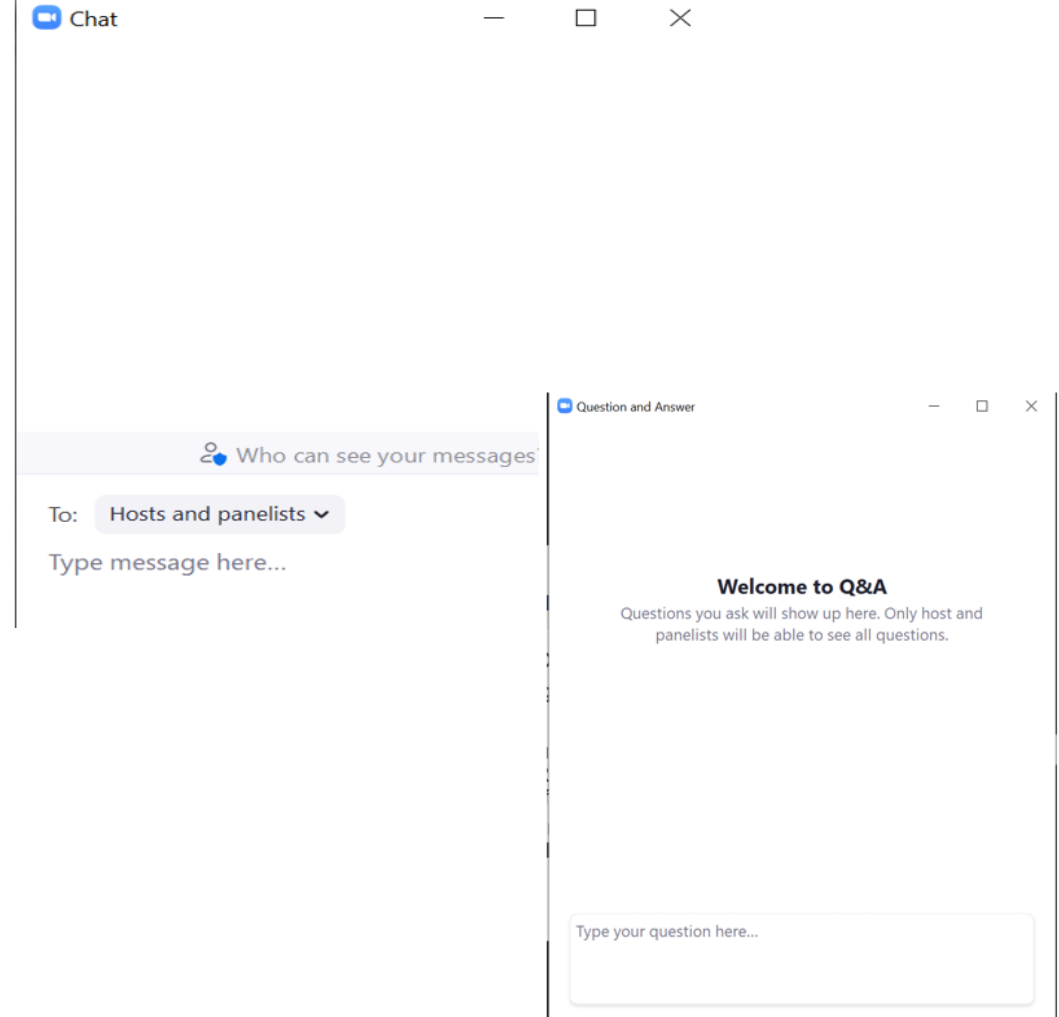 Chat
Who can see your messages?
To: Hosts and panelists
Type message here...
Question and Answer
Welcome to Q&A
Questions you ask will show up here. Only host and
panelists will be able to see all questions.
Type your question here...